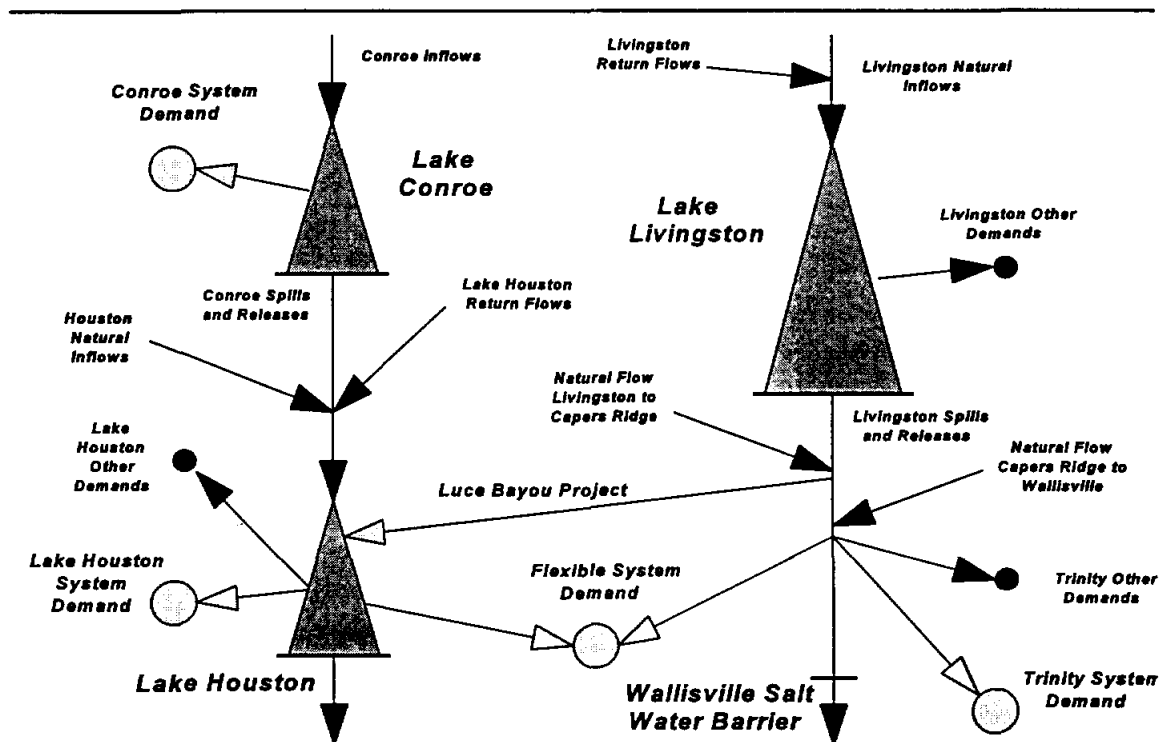 Conroe Inflows
Livingston
Return Flows
Livingston Natural
Inflows
Conroe System
Demand
Lake
Conroe
Lake
Livingston
Livingston Other
Demands
Conroe Spills
and Releases
Lake Houston
Return Flows
Houston
Natural
Inflows
Natural Flow
Livingston to
Capers Ridge
Livingston Spills
and Releases
Lake
Houston
Other
Demands
Natural Flow
Capers Ridge to
Wallisville
Luce Bayou Project
Lake Houston
System
Demand
Flexible System
Demand
Trinity Other
Demands
Lake Houston
Wallisville Salt
Water Barrier
Trinity System
Demand